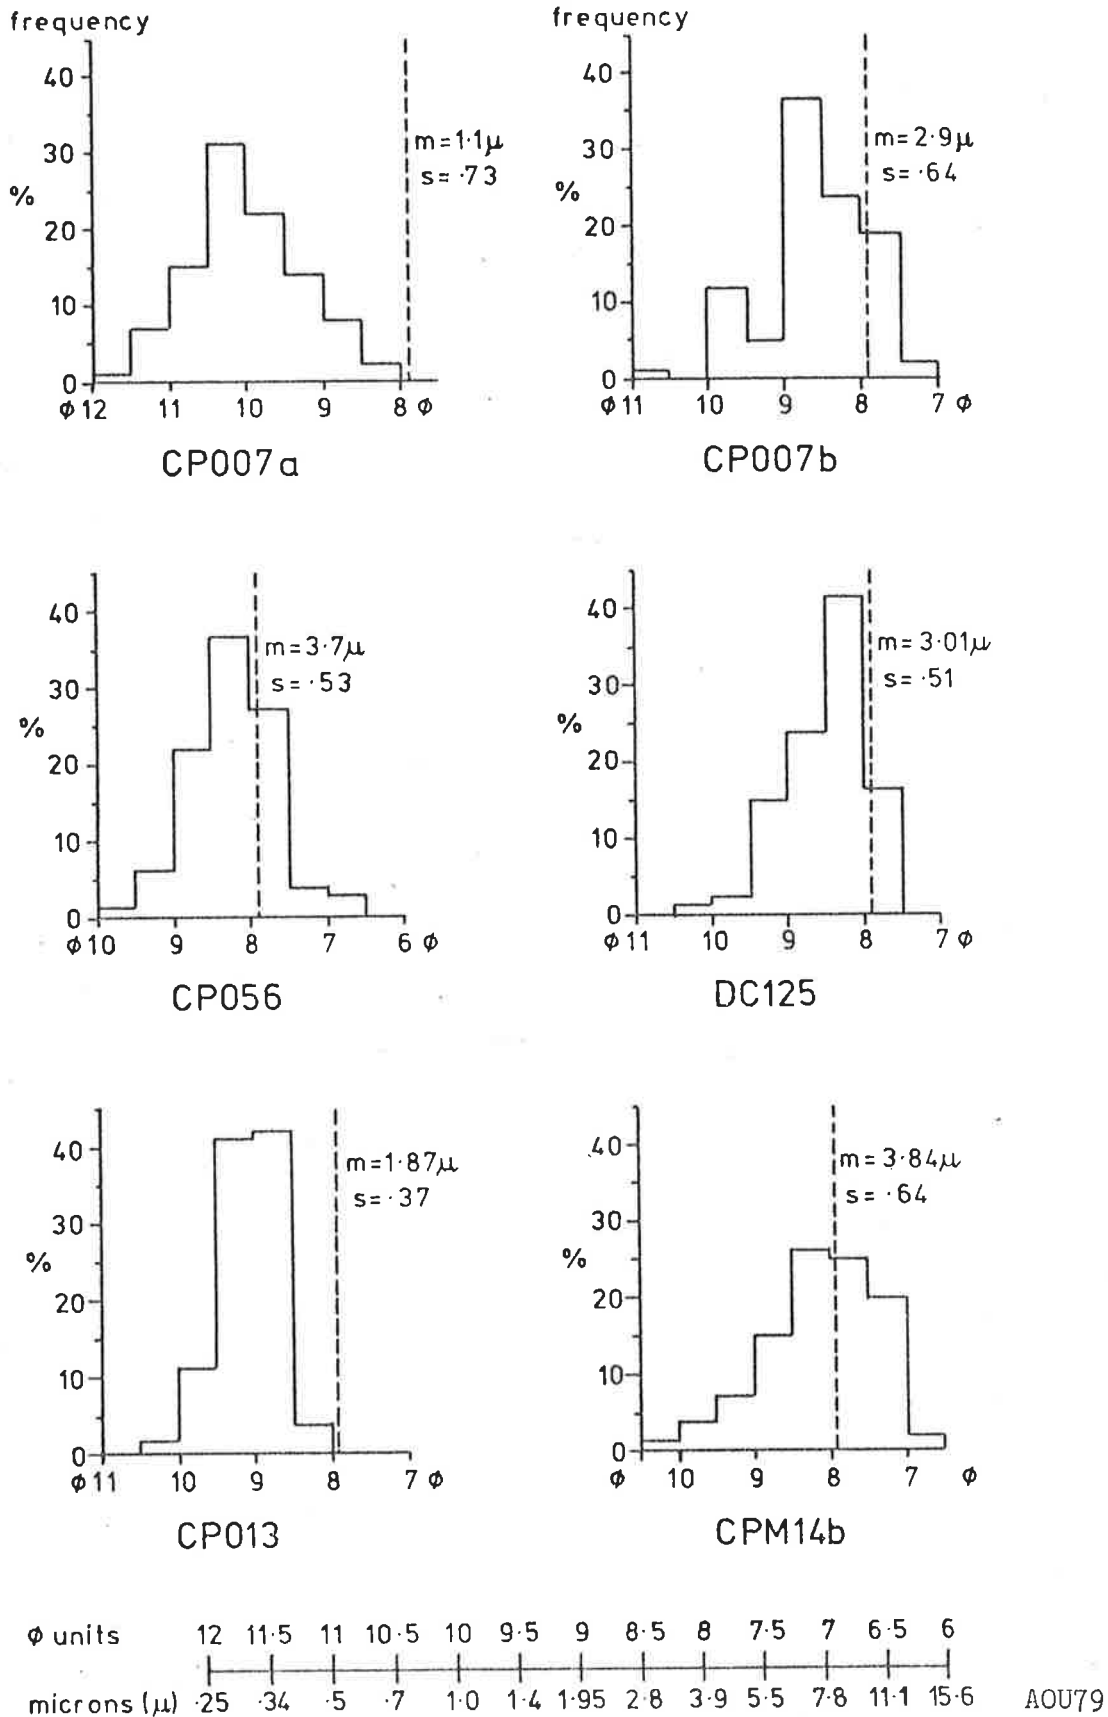 frequency
40
30
%
20
10
0
φ 12 11 10 9 8 φ
m=1·1μ
s=·73
CP007a
frequency
40
30
%
20
10
0
φ 11 10 9 8 7 φ
m=2·9μ
s=·64
CP007b
40
30
%
20
10
0
φ 10 9 8 7 6 φ
m=3·7μ
s=·53
CP056
40
30
%
20
10
0
φ 11 10 9 8 7 φ
m=3·01μ
s=·51
DC125
40
30
%
20
10
0
φ 11 10 9 8 7 φ
m=1·87μ
s=·37
CP013
40
30
%
20
10
0
φ 10 9 8 7 φ
m=3·84μ
s=·64
CPM14b
φ units 12 11·5 11 10·5 10 9·5 9 8·5 8 7·5 7 6·5 6
microns (μ) ·25 ·34 ·5 ·7 1·0 1·4 1·95 2·8 3·9 5·5 7·8 11·1 15·6
AOU79